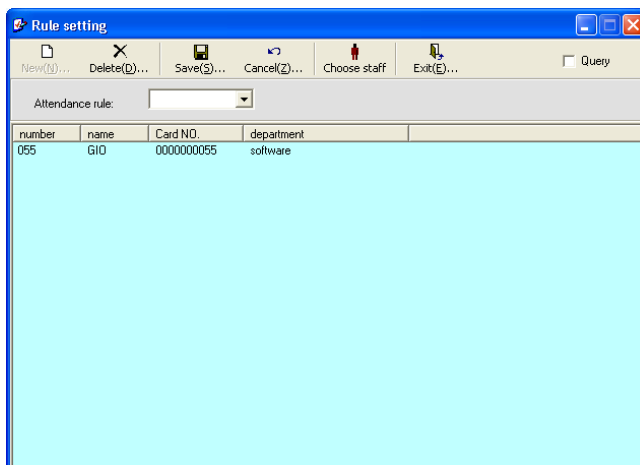 Rule setting
New(N)... Delete(D)... Save(S)... Cancel(Z)... Choose staff Exit(E)... Query
Attendance rule:
number name Card NO. department
055 GIO 0000000055 software